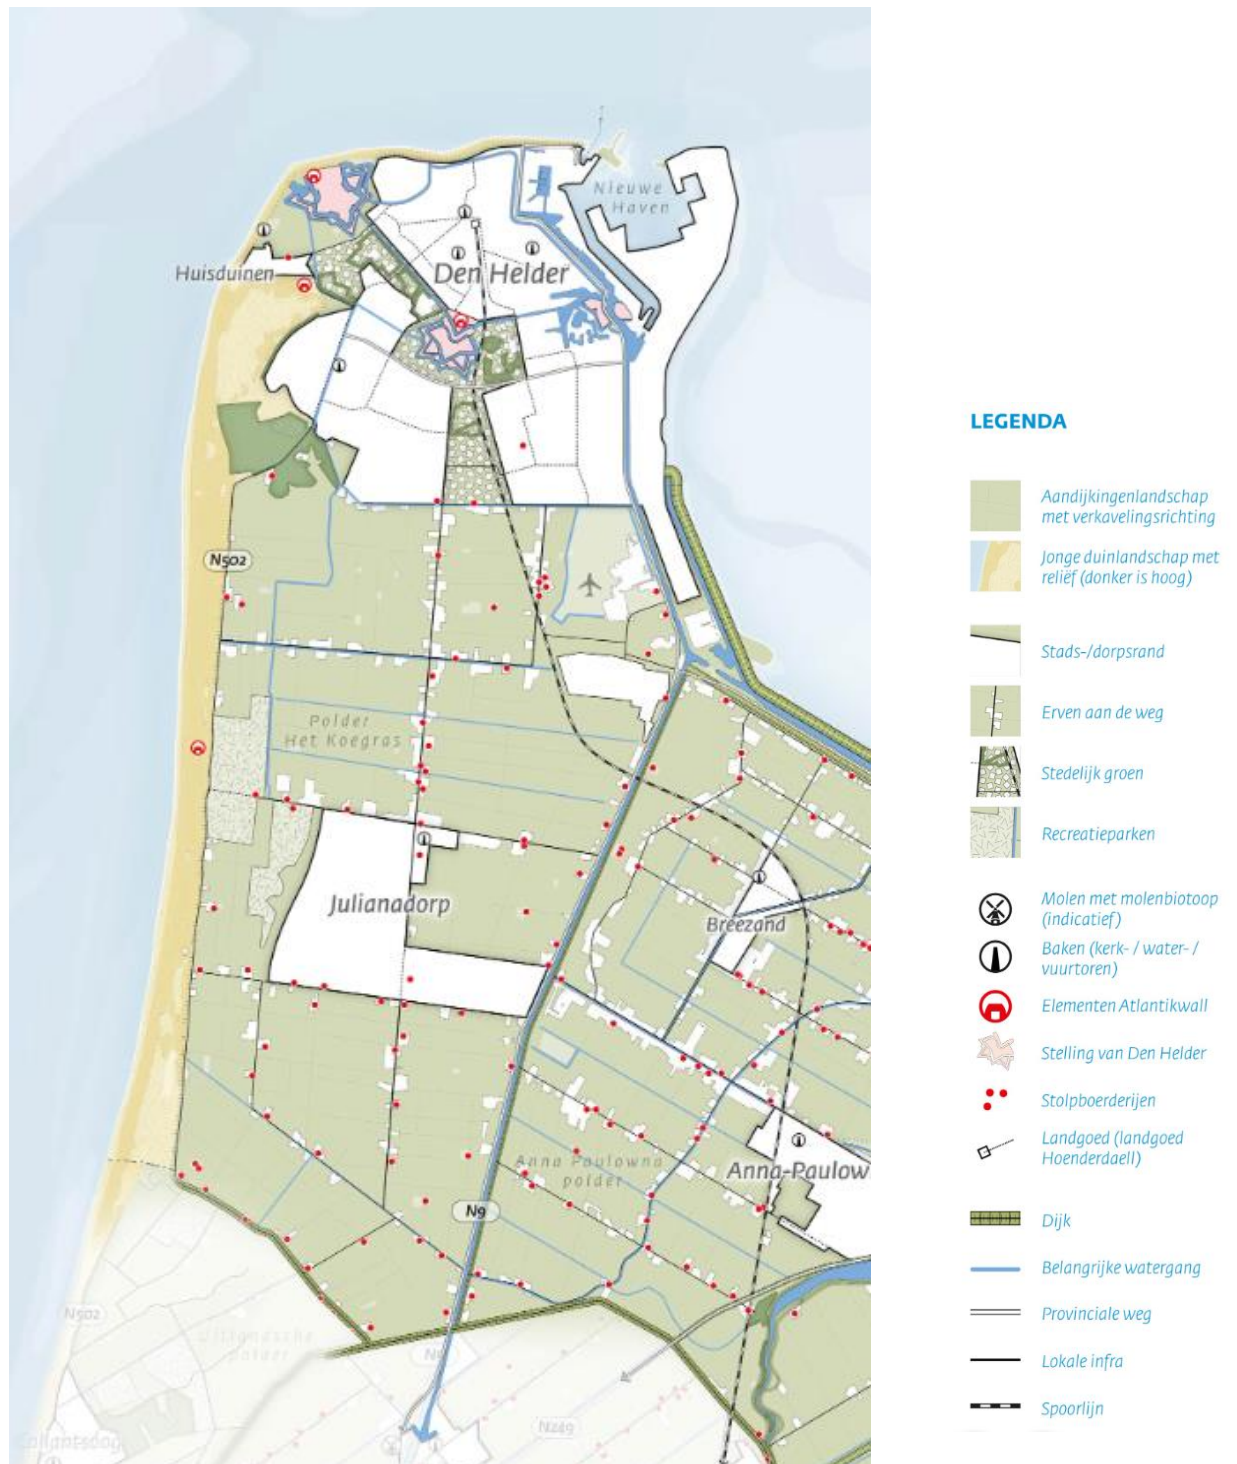 Nieuwe
Haven
Huisduinen
Den Helder
N502
Polder
Het Koegras
Julianadorp
Breezand
Anna Paulowna
polder
Anna-Paulow
N9
N502
polder
N9
N249
Callantsoog
LEGENDA
Aandijkingenlandschap
met verkavelingsrichting
Jonge duinlandschap met
reliëf (donker is hoog)
Stads-/dorpsrand
Erven aan de weg
Stedelijk groen
Recreatieparken
Molen met molenbiotoop
(indicatief)
Baken (kerk- / water- /
vuurtoren)
Elementen Atlantikwall
Stelling van Den Helder
Stolpboerderijen
Landgoed (landgoed
Hoenderdaell)
Dijk
Belangrijke watergang
Provinciale weg
Lokale infra
Spoorlijn